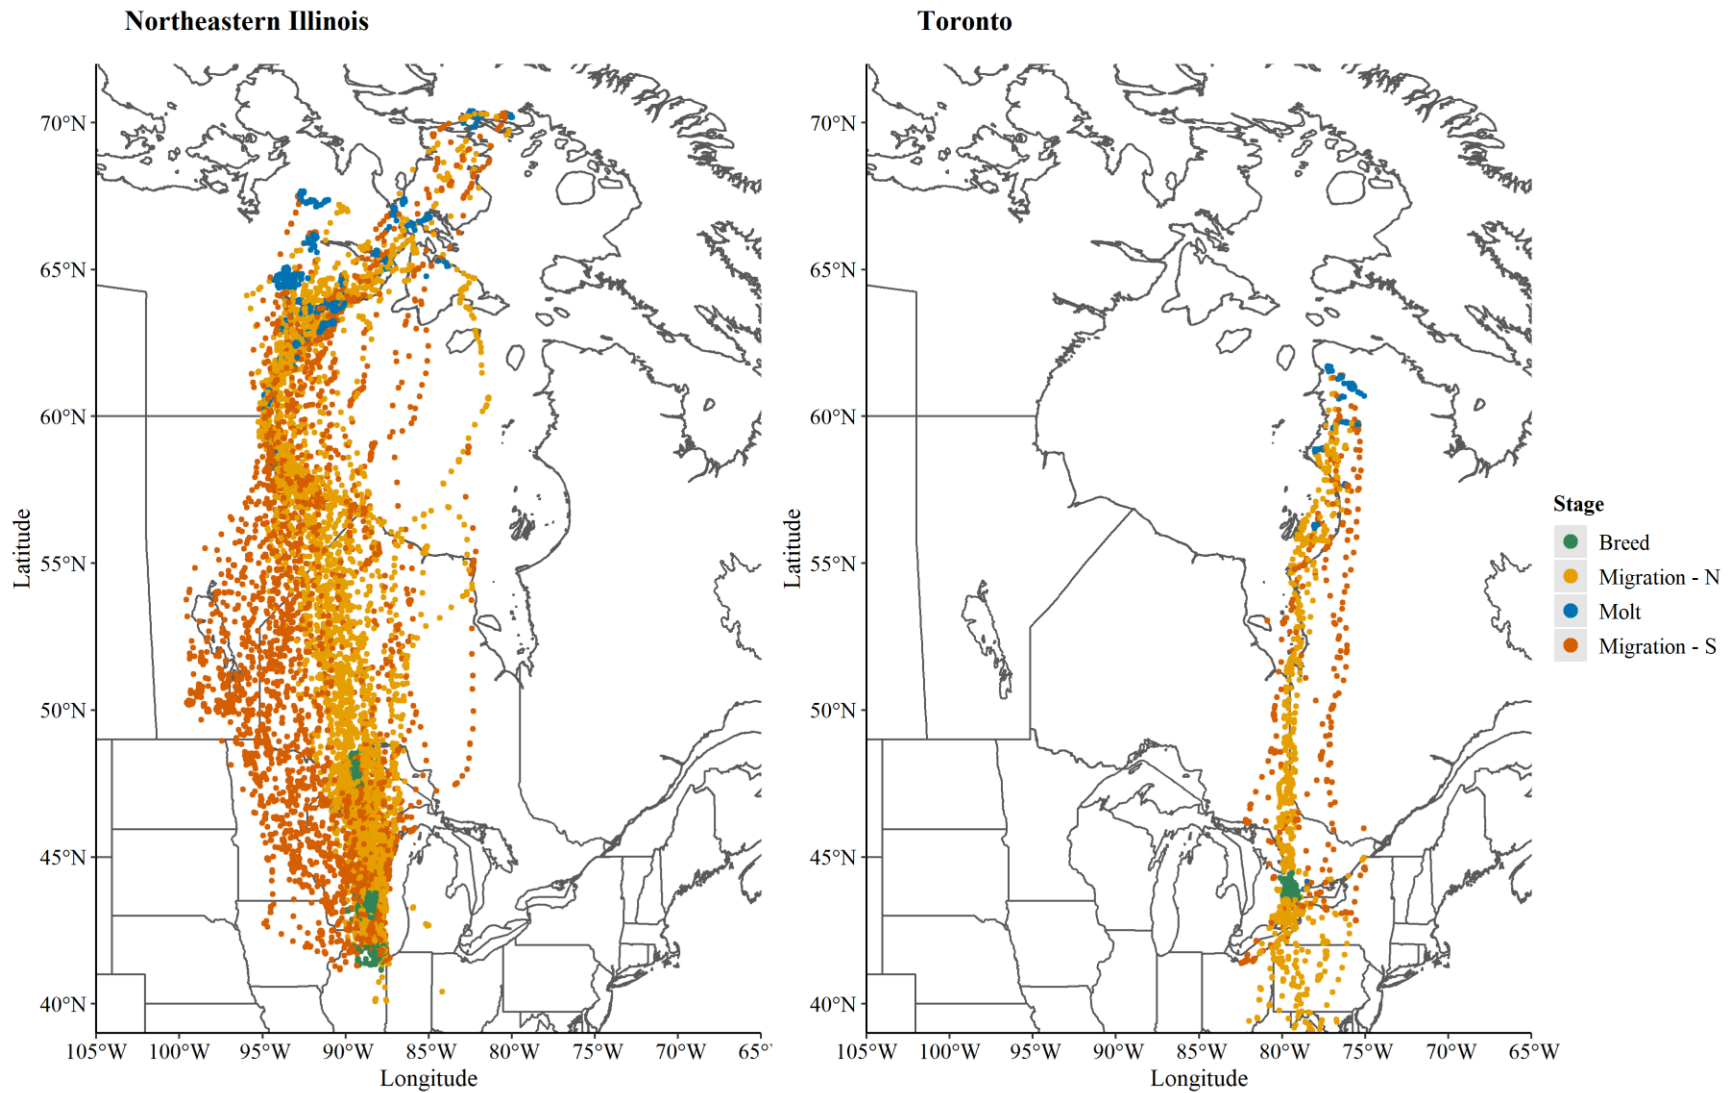 Northeastern Illinois
Toronto
70°N
65°N
60°N
55°N
50°N
45°N
40°N
Latitude
105°W 100°W 95°W 90°W 85°W 80°W 75°W 70°W 65°
Longitude
70°N
65°N
60°N
55°N
50°N
45°N
40°N
Latitude
105°W 100°W 95°W 90°W 85°W 80°W 75°W 70°W 65°W
Longitude
Stage
Breed
Migration - N
Molt
Migration - S